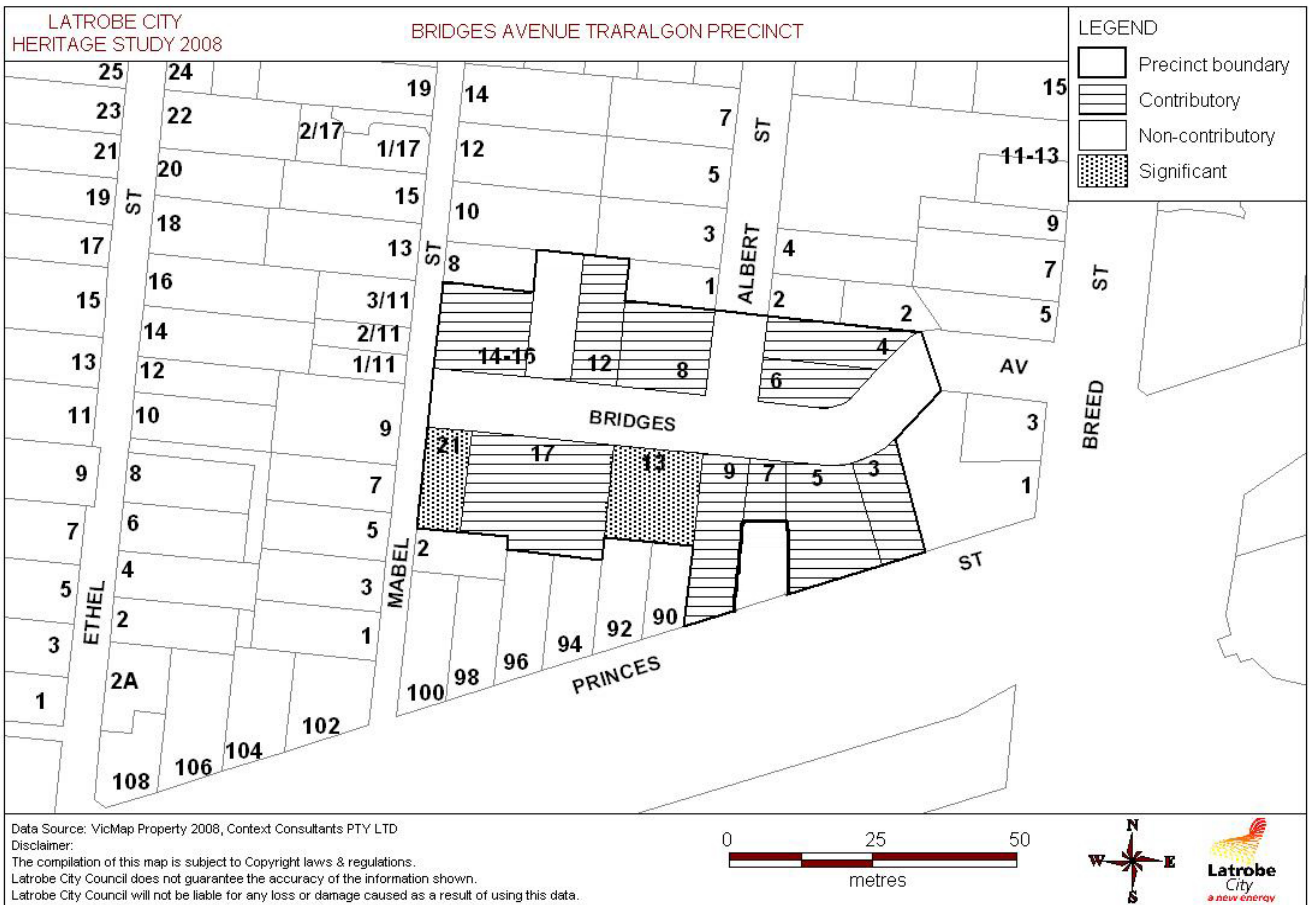 LATROBE CITY
HERITAGE STUDY 2008
BRIDGES AVENUE TRARALGON PRECINCT
LEGEND
Precinct boundary
Contributory
Non-contributory
Significant
25
24
23
22
21
20
19
18
17
16
15
14
13
12
11
10
9
8
7
6
5
4
3
2
1
2A
108
106
104
102
ST
ETHEL
19
2/17
1/17
15
13
3/11
2/11
1/11
9
7
5
3
1
ST
MABEL
14
12
10
8
2
100
98
96
94
92
90
7
5
3
1
ST
ALBERT
4
2
2
15
11-13
9
7
5
3
1
ST
BREED
AV
14-16
12
8
6
4
BRIDGES
21
17
13
9
7
5
3
PRINCES
ST
Data Source: VicMap Property 2008, Context Consultants PTY LTD
Disclaimer:
The compilation of this map is subject to Copyright laws & regulations.
Latrobe City Council does not guarantee the accuracy of the information shown.
Latrobe City Council will not be liable for any loss or damage caused as a result of using this data.
0 25 50
metres
N
W E
S
Latrobe
City
a new energy